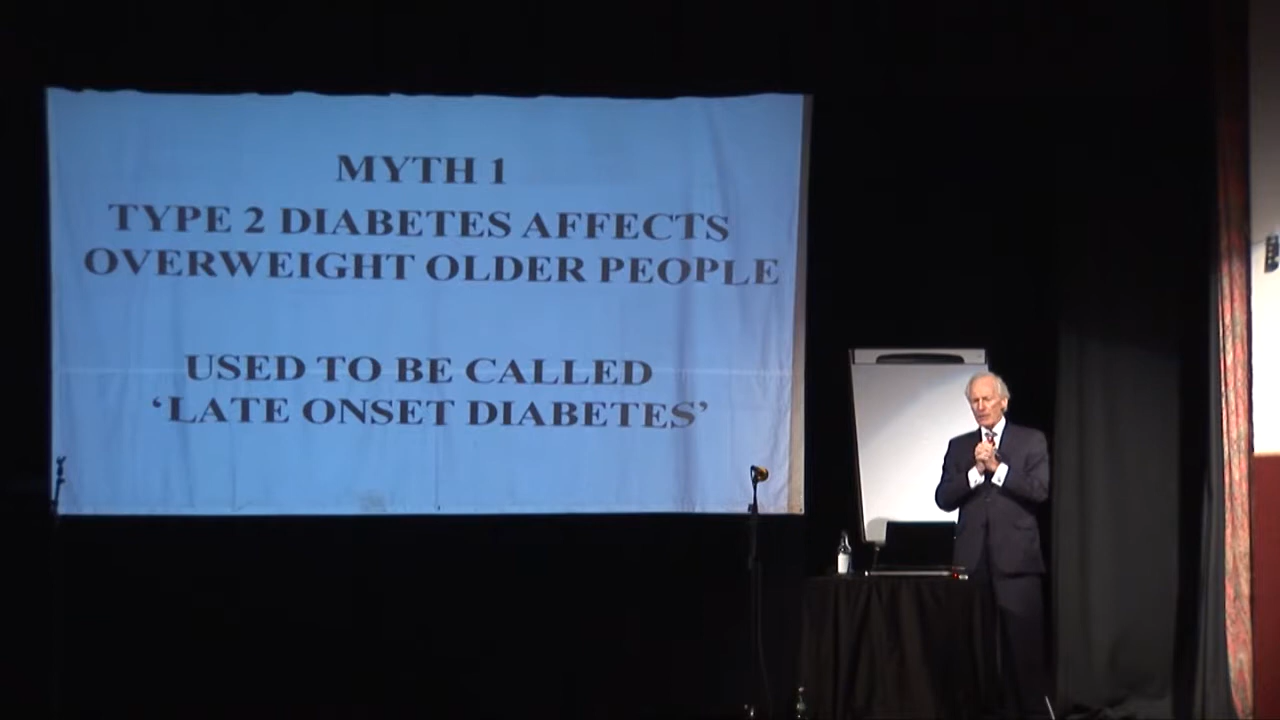 MYTH 1
TYPE 2 DIABETES AFFECTS
OVERWEIGHT OLDER PEOPLE
USED TO BE CALLED
‘LATE ONSET DIABETES’